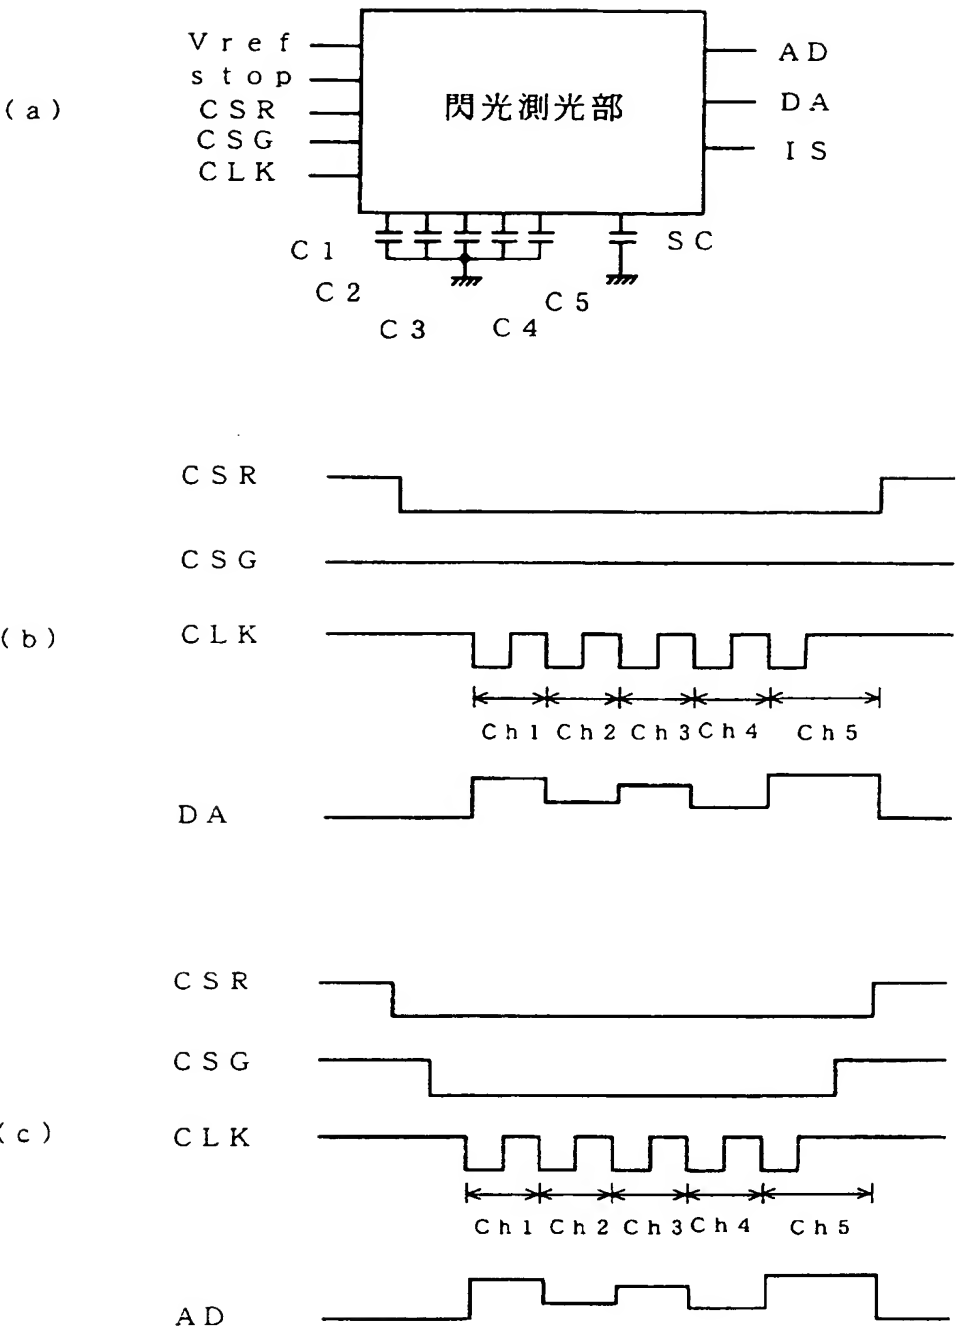 (a)
Vref
stop
CSR
CSG
CLK
閃光測光部
AD
DA
IS
C1
C2
C3
C4
C5
SC
(b)
CSR
CSG
CLK
Ch1 Ch2 Ch3 Ch4 Ch5
DA
(c)
CSR
CSG
CLK
Ch1 Ch2 Ch3 Ch4 Ch5
AD